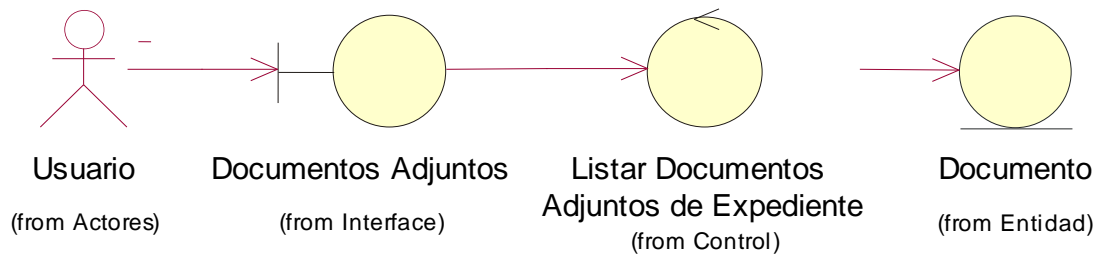 Usuario
(from Actores)
Documentos Adjuntos
(from Interface)
Listar Documentos
Adjuntos de Expediente
(from Control)
Documento
(from Entidad)